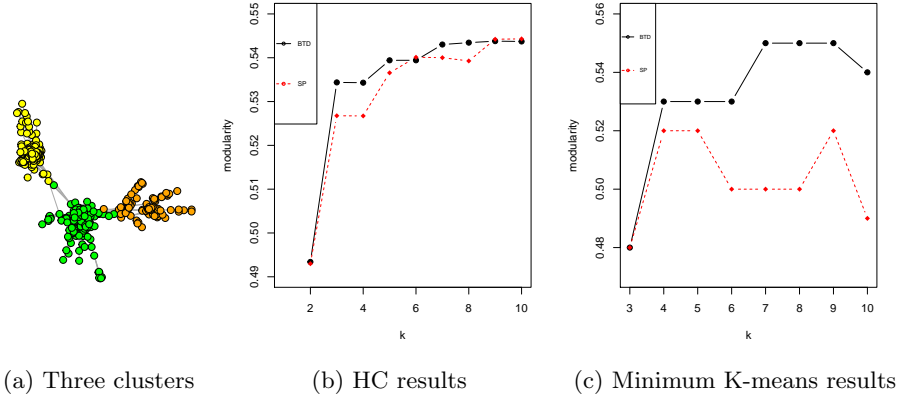 BTD
SP
modularity
0.49 0.50 0.51 0.52 0.53 0.54 0.55
2 4 6 8 10
k
BTD
SP
modularity
0.48 0.50 0.52 0.54 0.56
3 4 5 6 7 8 9 10
k
(a) Three clusters
(b) HC results
(c) Minimum K-means results